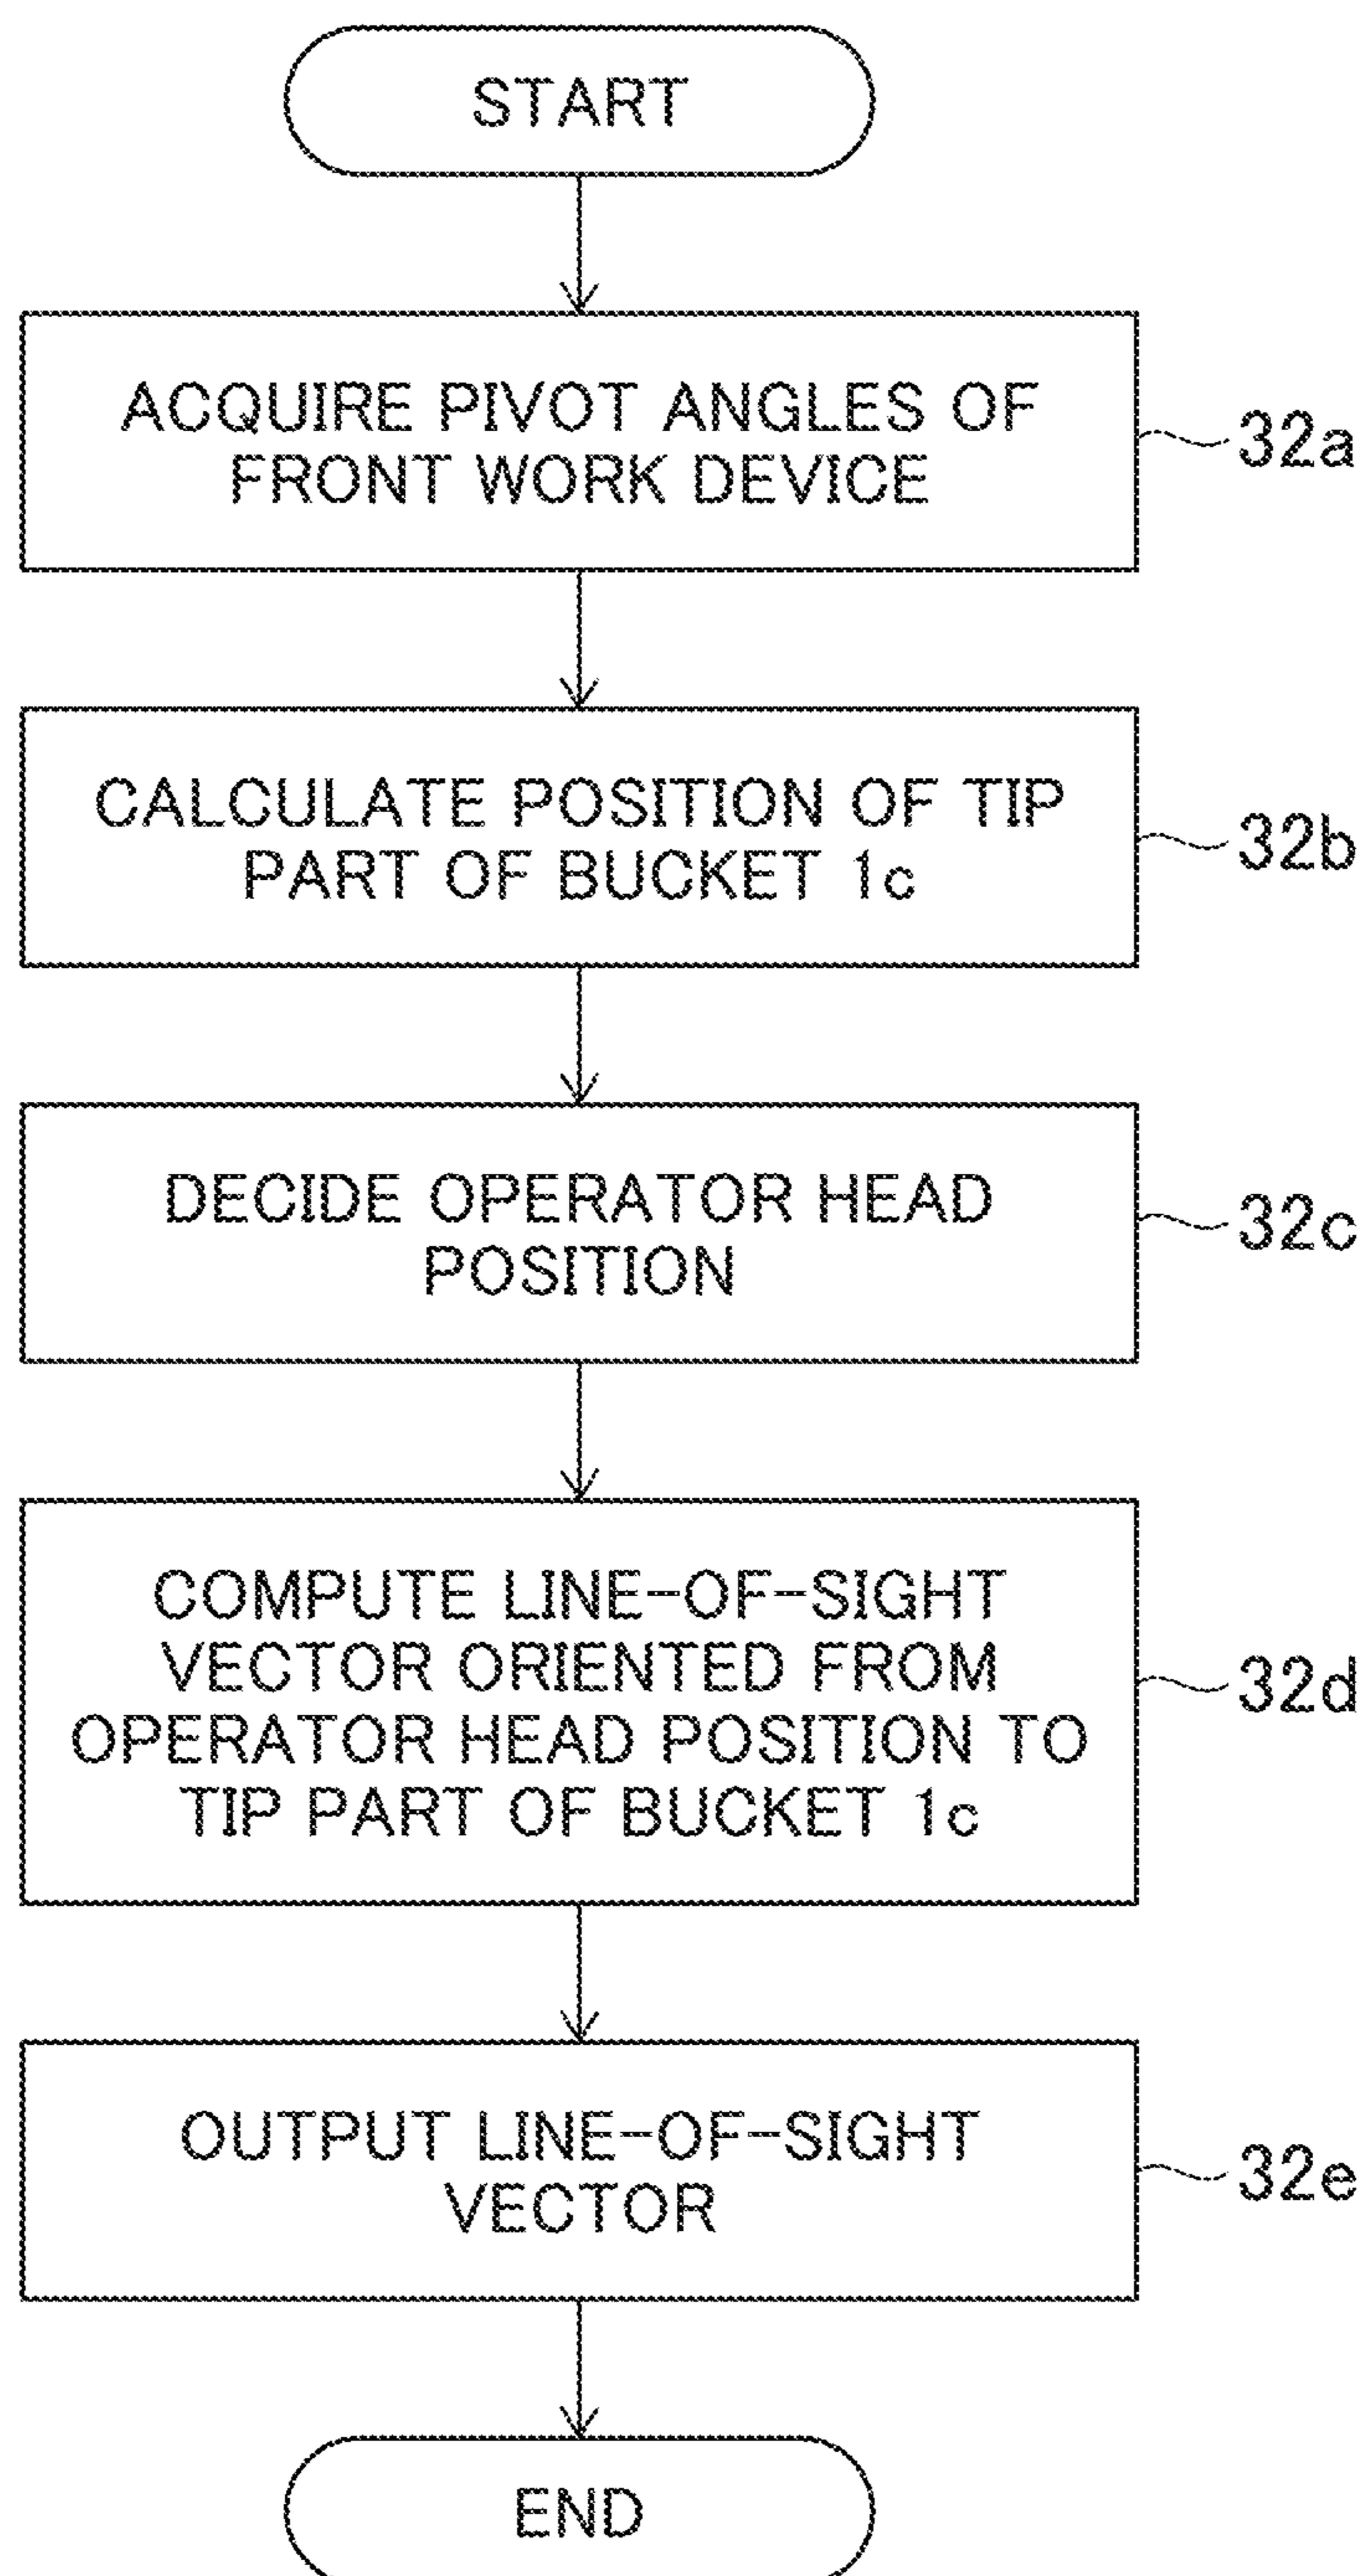 START
ACQUIRE PIVOT ANGLES OF
FRONT WORK DEVICE
32a
CALCULATE POSITION OF TIP
PART OF BUCKET 1c
32b
DECIDE OPERATOR HEAD
POSITION
32c
COMPUTE LINE-OF-SIGHT
VECTOR ORIENTED FROM
OPERATOR HEAD POSITION TO
TIP PART OF BUCKET 1c
32d
OUTPUT LINE-OF-SIGHT
VECTOR
32e
END